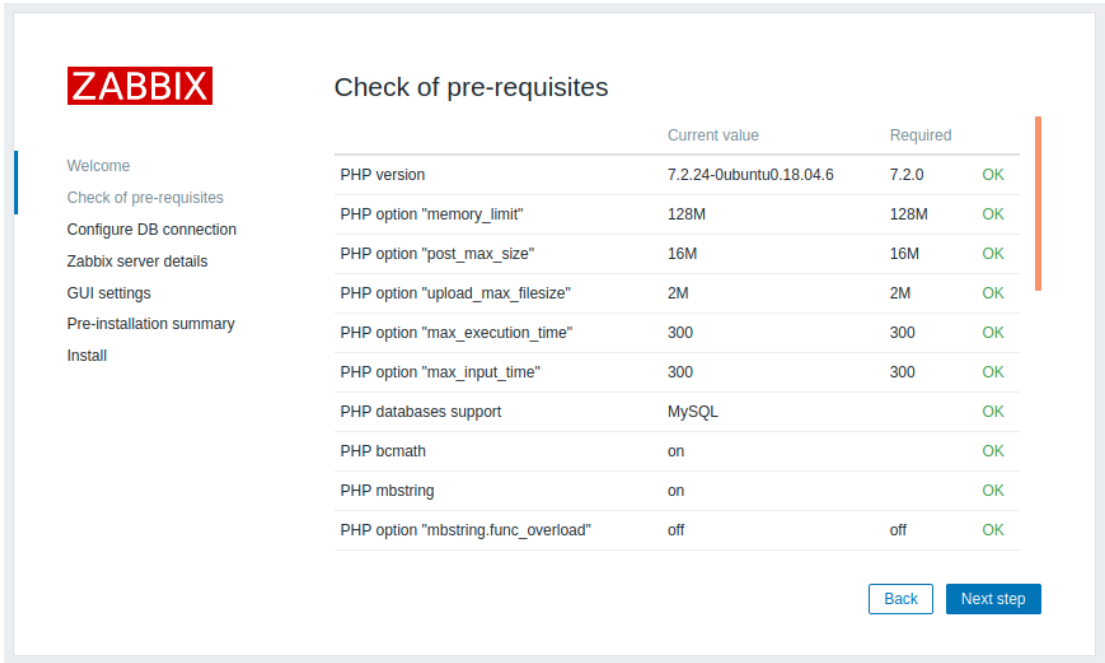 ZABBIX
Welcome
Check of pre-requisites
Configure DB connection
Zabbix server details
GUI settings
Pre-installation summary
Install
Check of pre-requisites
Current value Required
PHP version 7.2.24-0ubuntu0.18.04.6 7.2.0 OK
PHP option "memory_limit" 128M 128M OK
PHP option "post_max_size" 16M 16M OK
PHP option "upload_max_filesize" 2M 2M OK
PHP option "max_execution_time" 300 300 OK
PHP option "max_input_time" 300 300 OK
PHP databases support MySQL OK
PHP bcmath on OK
PHP mbstring on OK
PHP option "mbstring.func_overload" off off OK
Back Next step